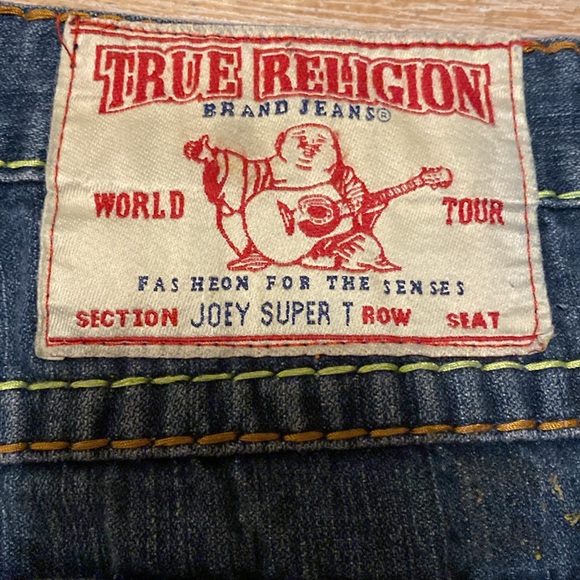 TRUE RELIGION
BRAND JEANS®
WORLD TOUR
FASHEON FOR THE SENSES
SECTION JOEY SUPER T ROW SEAT